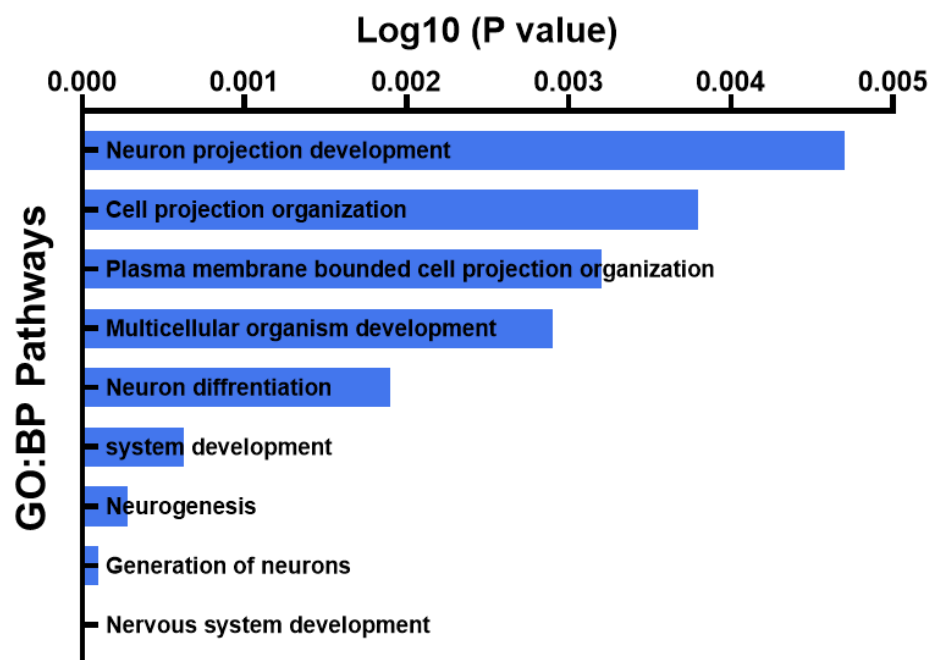 Log10 (P value)
0.000 0.001 0.002 0.003 0.004 0.005
GO:BP Pathways
Neuron projection development
Cell projection organization
Plasma membrane bounded cell projection organization
Multicellular organism development
Neuron diffrentiation
system development
Neurogenesis
Generation of neurons
Nervous system development